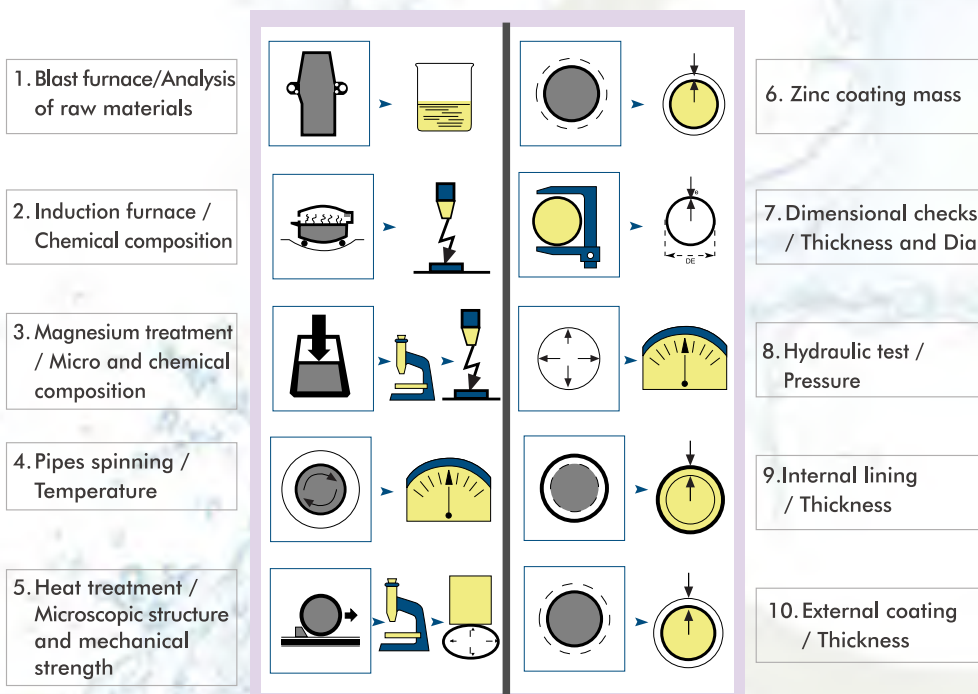 1. Blast furnace/Analysis
of raw materials
2. Induction furnace /
Chemical composition
3. Magnesium treatment
/ Micro and chemical
composition
4. Pipes spinning /
Temperature
5. Heat treatment /
Microscopic structure
and mechanical
strength
6. Zinc coating mass
e
7. Dimensional checks
/ Thickness and Dia
DE
8. Hydraulic test /
Pressure
9.Internal lining
/ Thickness
10. External coating
/ Thickness